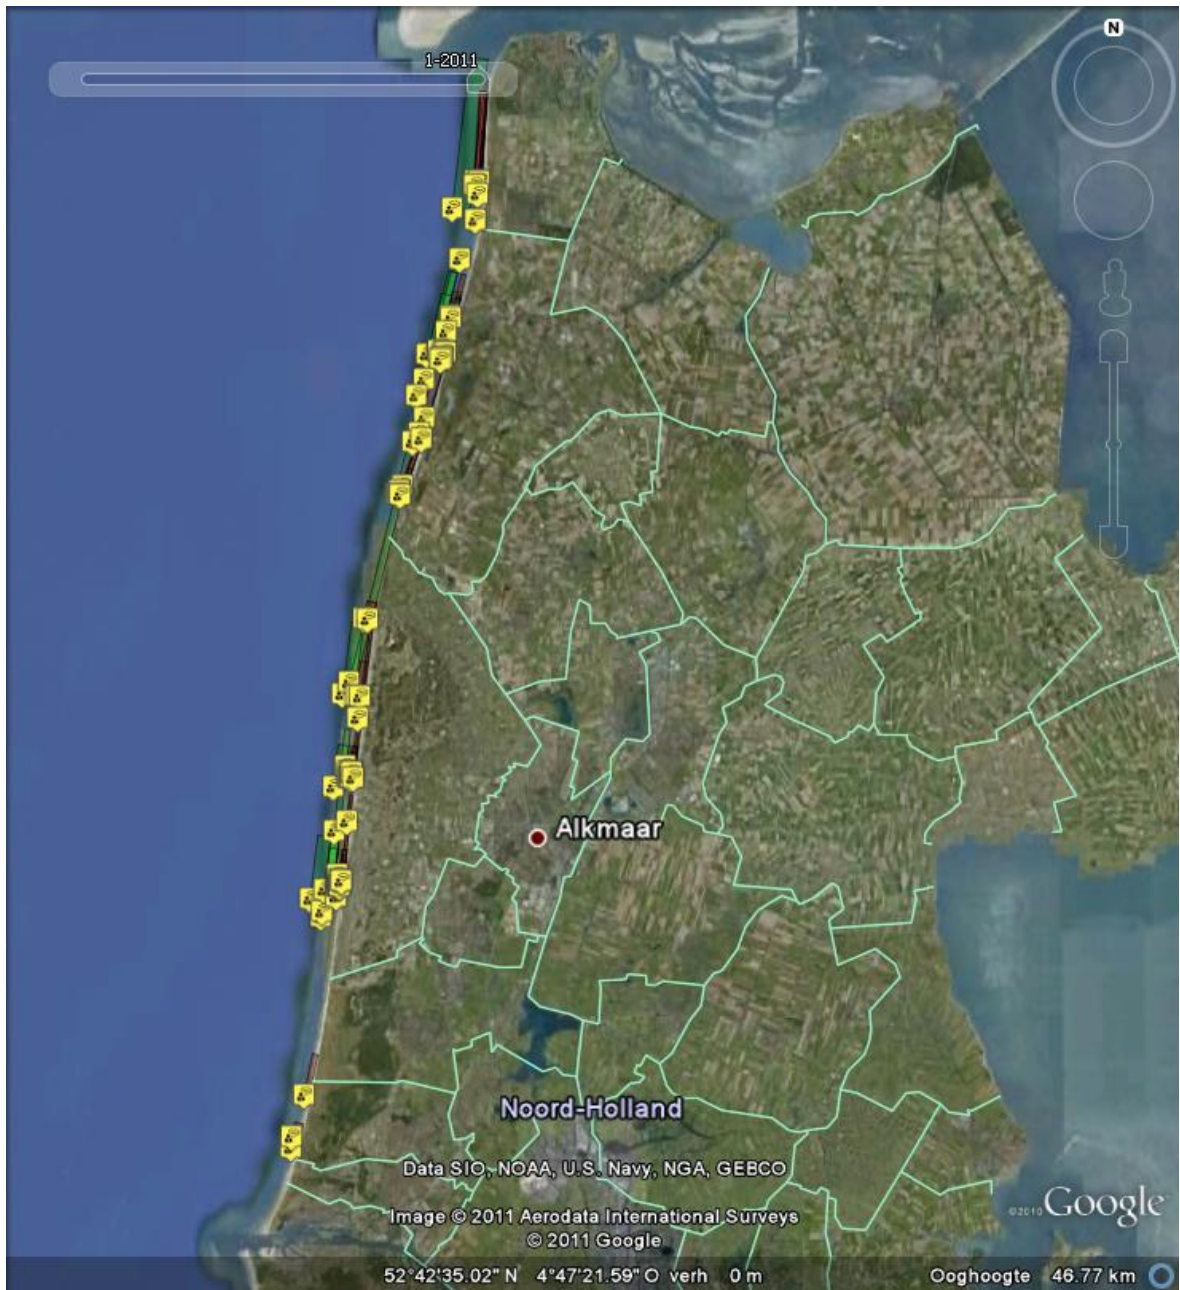 N
1-2011
Alkmaar
Noord-Holland
Data SIO, NOAA, U.S. Navy, NGA, GEBCO
Image © 2011 Aerodata International Surveys
© 2011 Google
©2010 Google
52°42'35.02" N 4°47'21.59" O verh 0 m
Ooghoogte 46.77 km